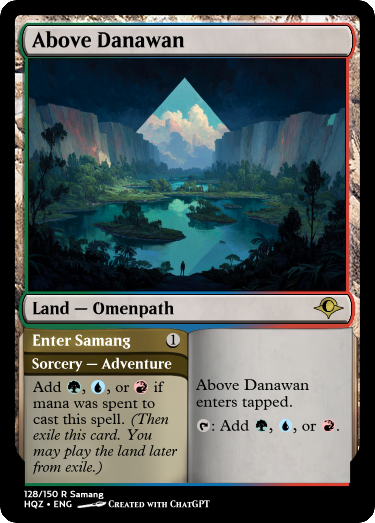 Above Danawan
Land — Omenpath
Enter Samang 1
Sorcery — Adventure
Add , , or if
mana was spent to
cast this spell. (Then
exile this card. You
may play the land later
from exile.)
Above Danawan
enters tapped.
: Add , , or .
128/150 R Samang
HQZ • ENG Created with ChatGPT